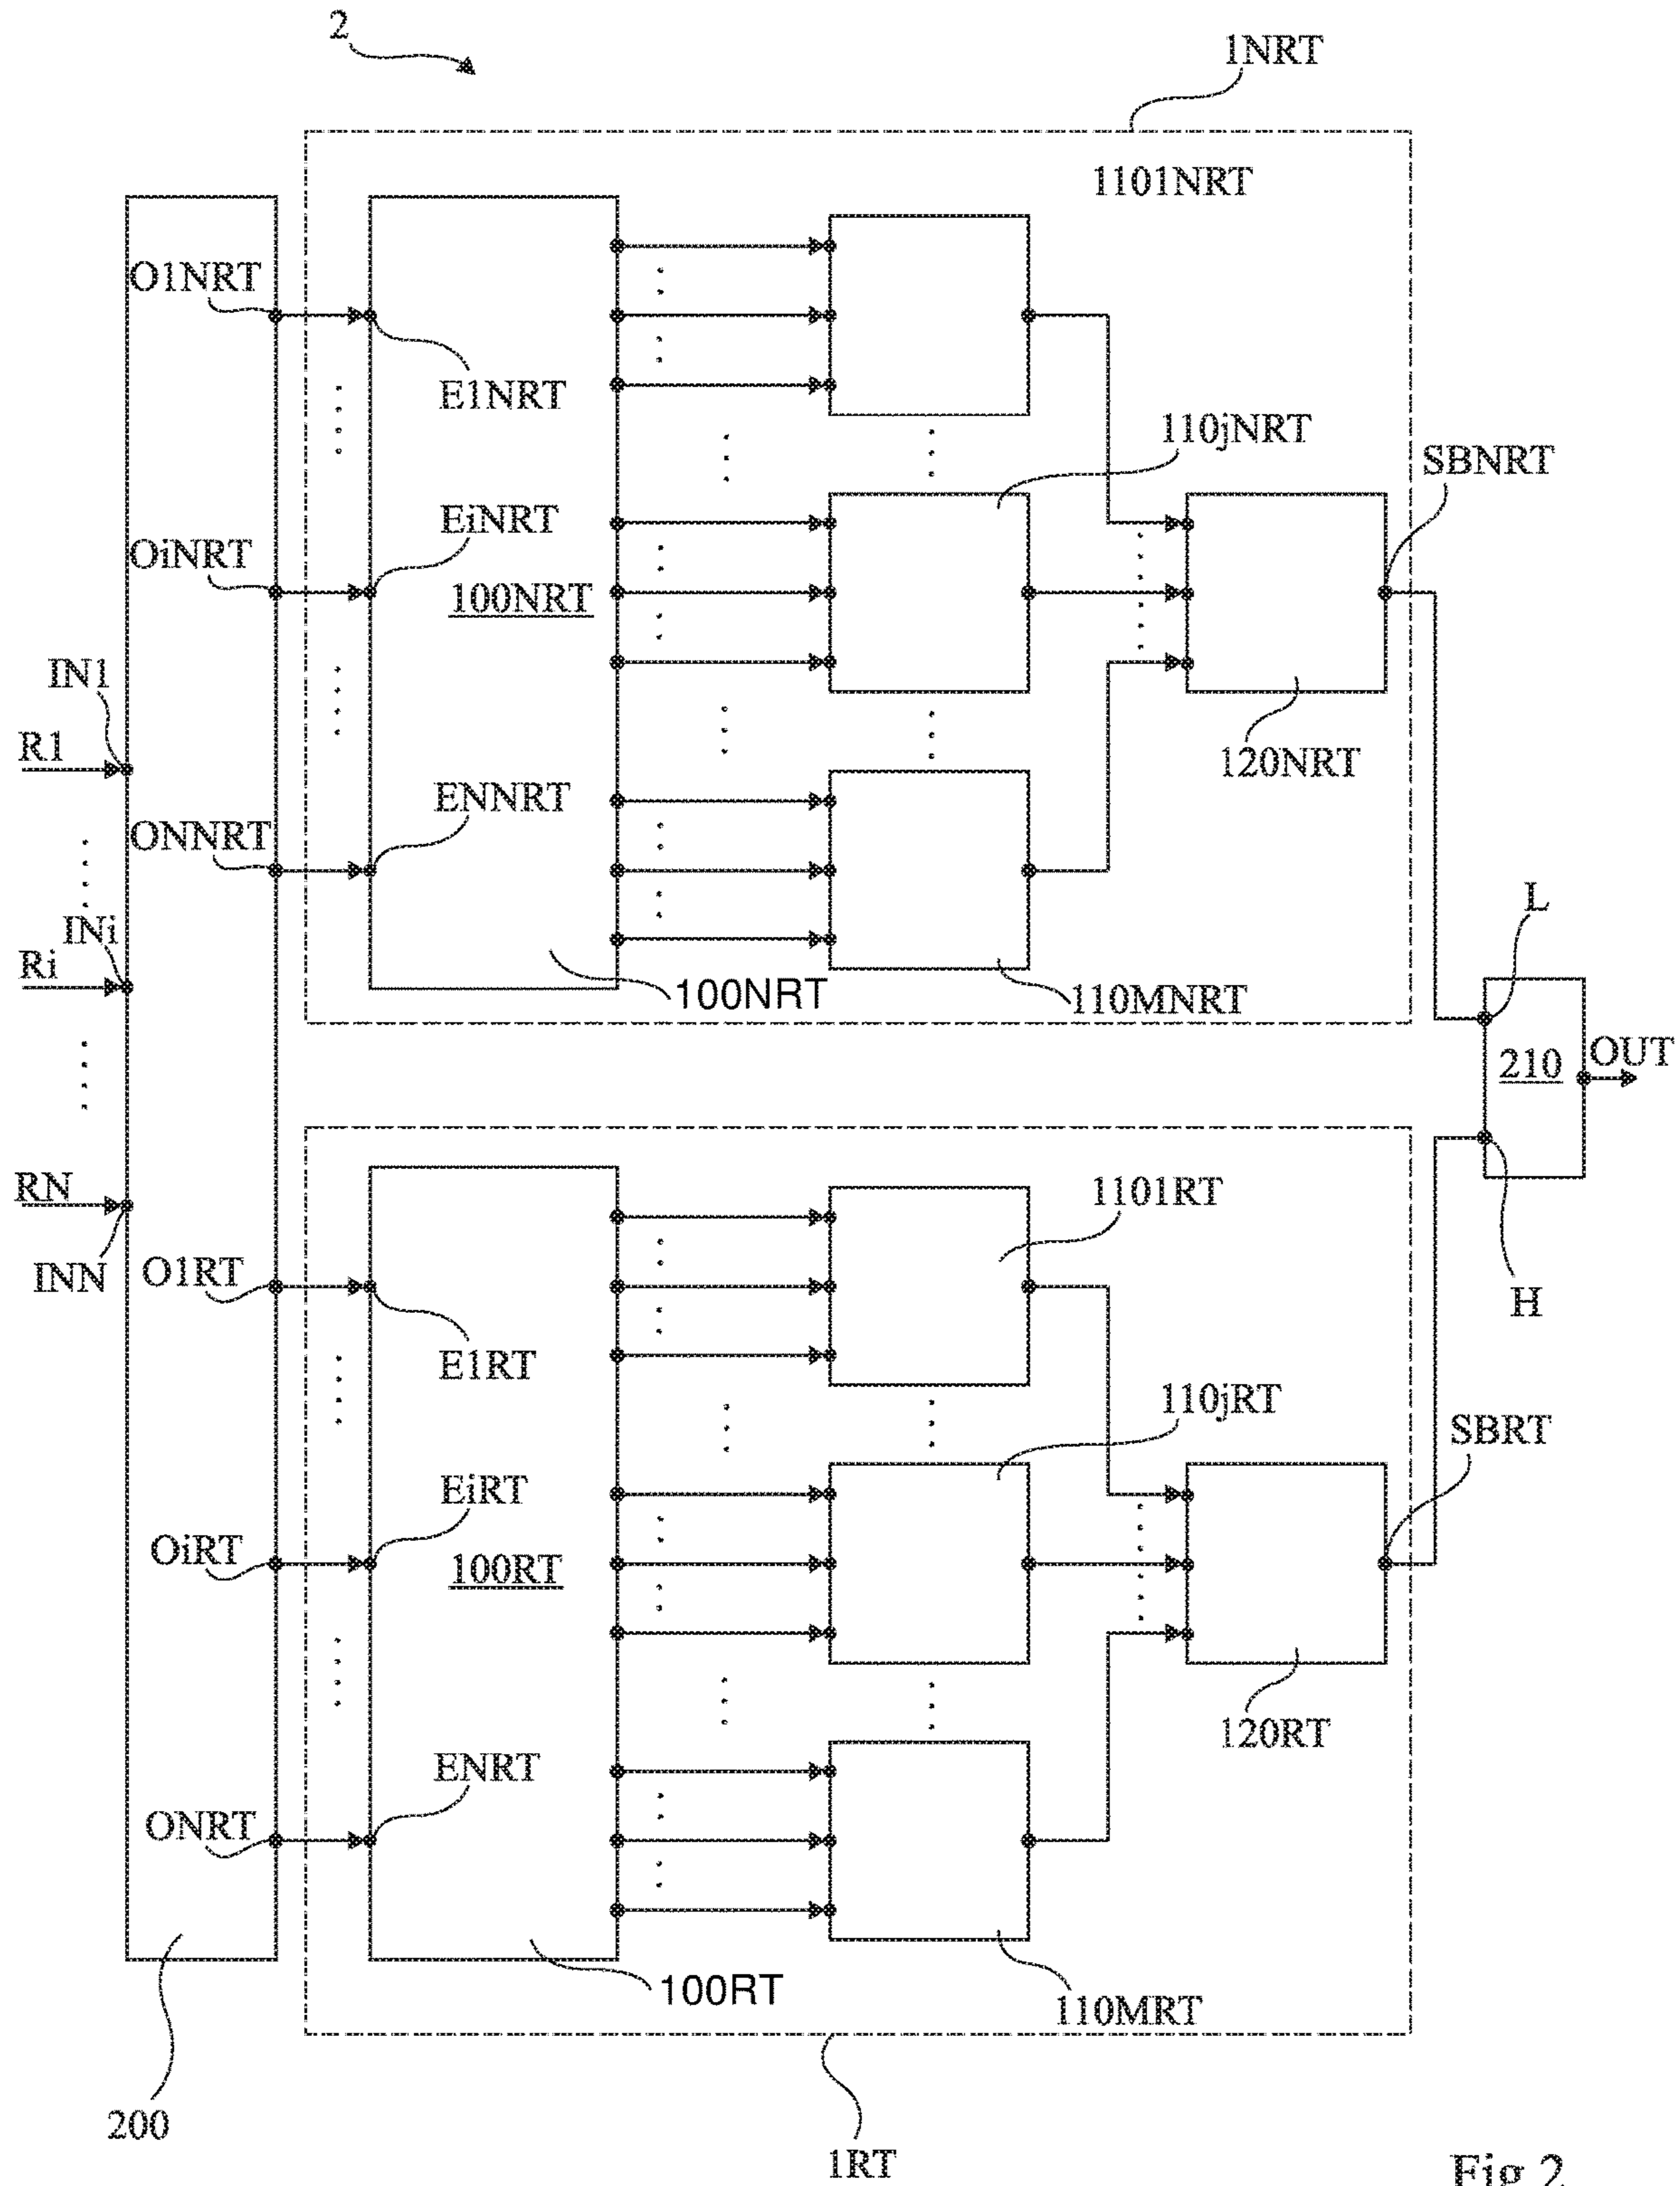 2
1NRT
1101NRT
O1NRT
E1NRT
110jNRT
SBNRT
EiNRT
OiNRT
100NRT
IN1
R1
120NRT
ENNRT
ONNRT
L
INi
Ri
100NRT
110MNRT
210
OUT
RN
1101RT
INN
O1RT
H
E1RT
110jRT
SBRT
EiRT
OiRT
100RT
120RT
ENRT
ONRT
100RT
110MRT
200
1RT
Fig 2